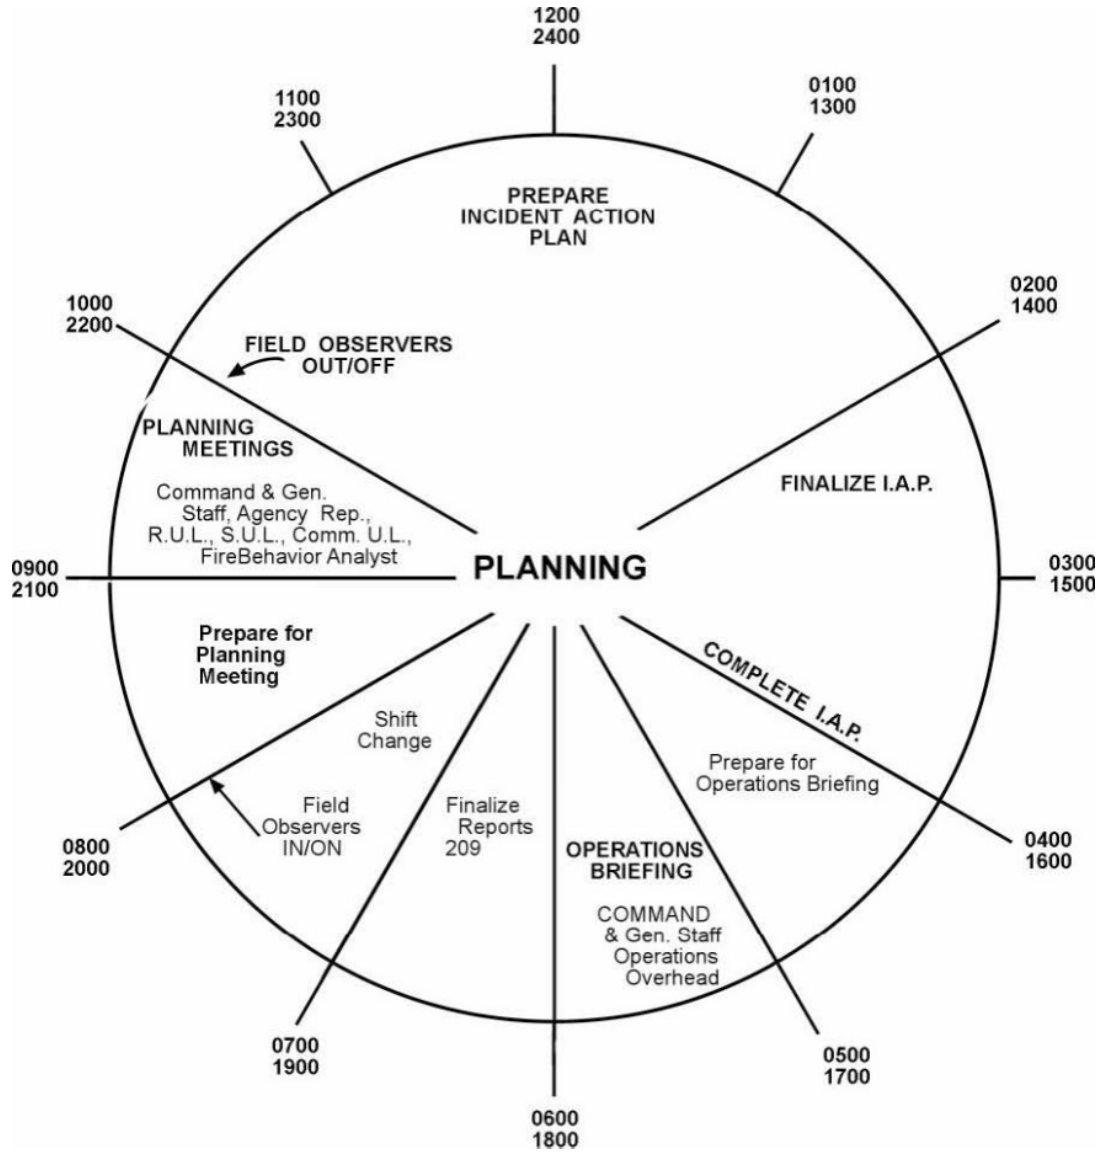 1200
2400
0100
1300
1100
2300
PREPARE
INCIDENT ACTION
PLAN
0200
1400
1000
2200
FIELD OBSERVERS
OUT/OFF
PLANNING
MEETINGS
Command & Gen.
Staff, Agency Rep.,
R.U.L., S.U.L., Comm. U.L.,
FireBehavior Analyst
FINALIZE I.A.P.
PLANNING
0900
2100
0300
1500
Prepare for
Planning
Meeting
COMPLETE I.A.P.
Shift
Change
Prepare for
Operations Briefing
Field
Observers
IN/ON
Finalize
Reports
209
OPERATIONS
BRIEFING
COMMAND
& Gen. Staff
Operations
Overhead
0800
2000
0400
1600
0700
1900
0500
1700
0600
1800